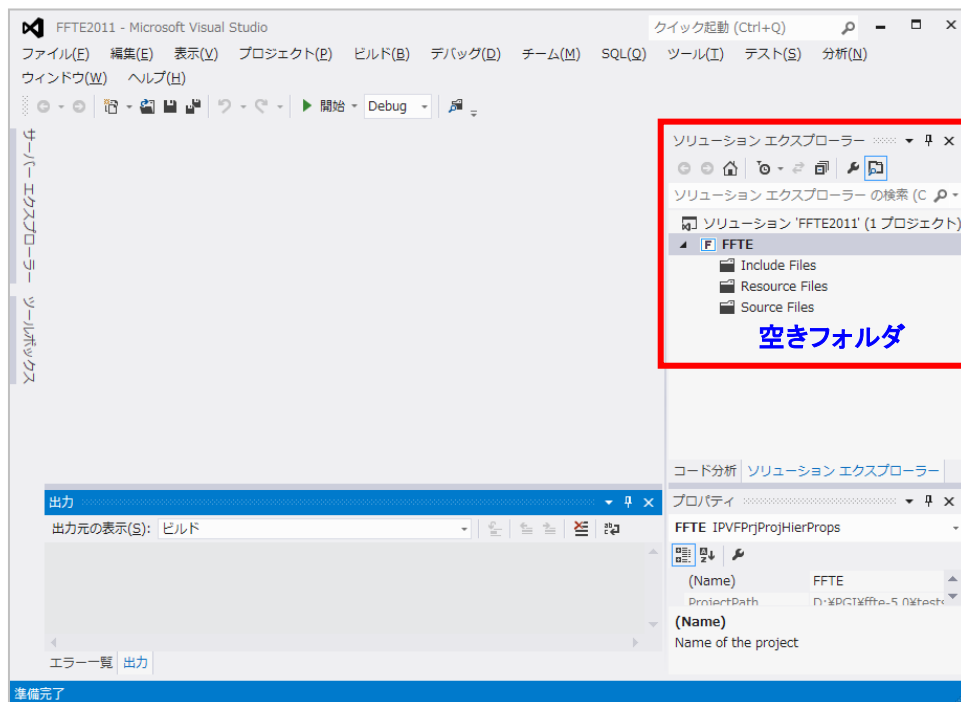 FFTE2011 - Microsoft Visual Studio
クイック起動 (Ctrl+Q)
ファイル(F) 編集(E) 表示(V) プロジェクト(P) ビルド(B) デバッグ(D) チーム(M) SQL(Q) ツール(T) テスト(S) 分析(N)
ウィンドウ(W) ヘルプ(H)
開始 Debug
サーバー エクスプローラー
ツールボックス
ソリューション エクスプローラー
ソリューション エクスプローラー の検索 (C
ソリューション 'FFTE2011' (1 プロジェクト)
F FFTE
Include Files
Resource Files
Source Files
空きフォルダ
コード分析 ソリューション エクスプローラー
出力
出力元の表示(S): ビルド
エラー一覧 出力
プロパティ
FFTE IPVFPrjProjHierProps
(Name) FFTE
ProjectPath D:¥PGI¥ffte-5.0¥tests
(Name)
Name of the project
準備完了